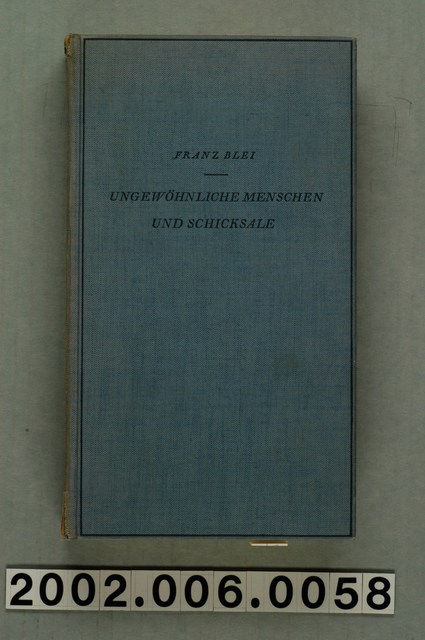 FRANZ BLEI
UNGEWÖHNLICHE MENSCHEN
UND SCHICKSALE
2002.006.0058